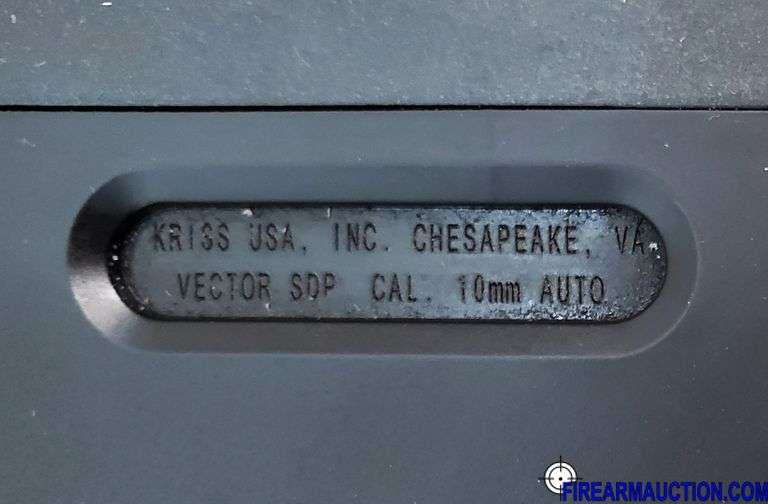 KRISS USA, INC. CHESAPEAKE, VA
VECTOR SDP CAL. 10mm AUTO
FIREARMAUCTION.COM